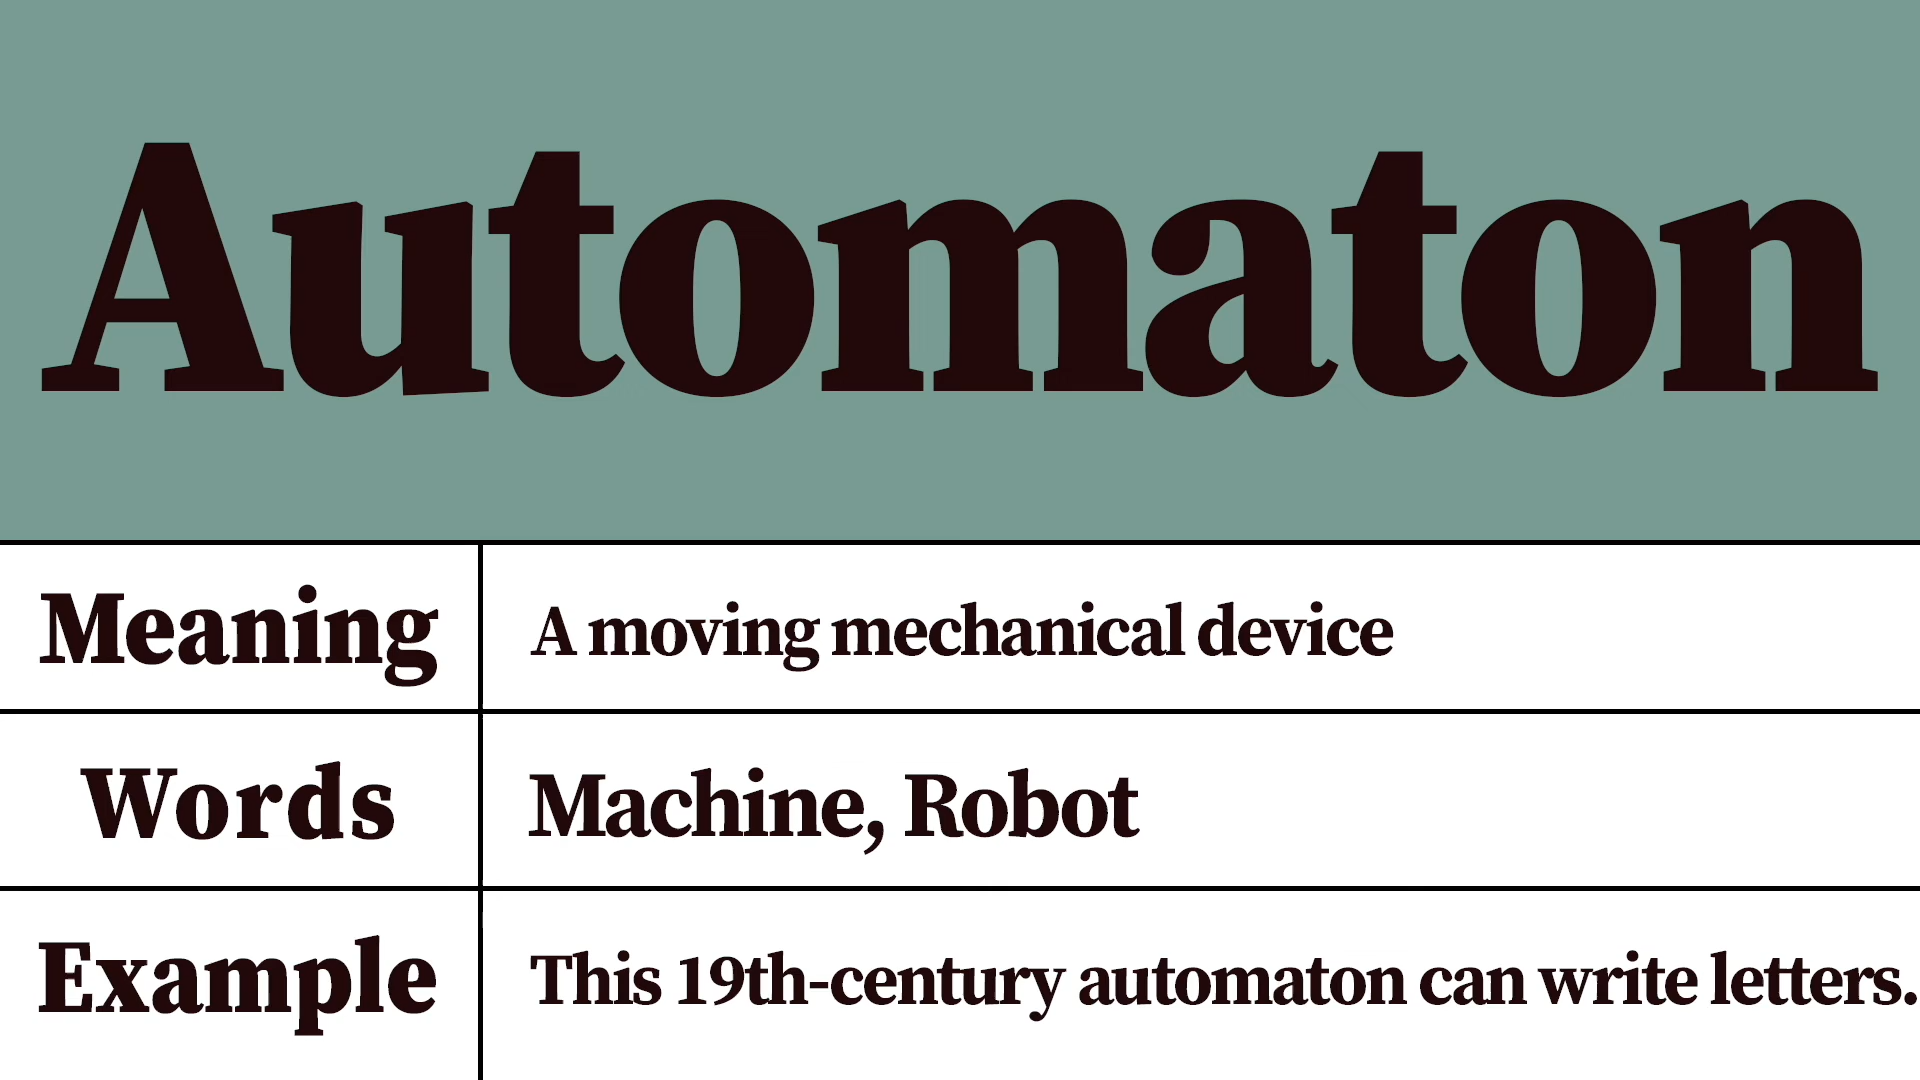 Automaton
Meaning
A moving mechanical device
Words
Machine, Robot
Example
This 19th-century automaton can write letters.